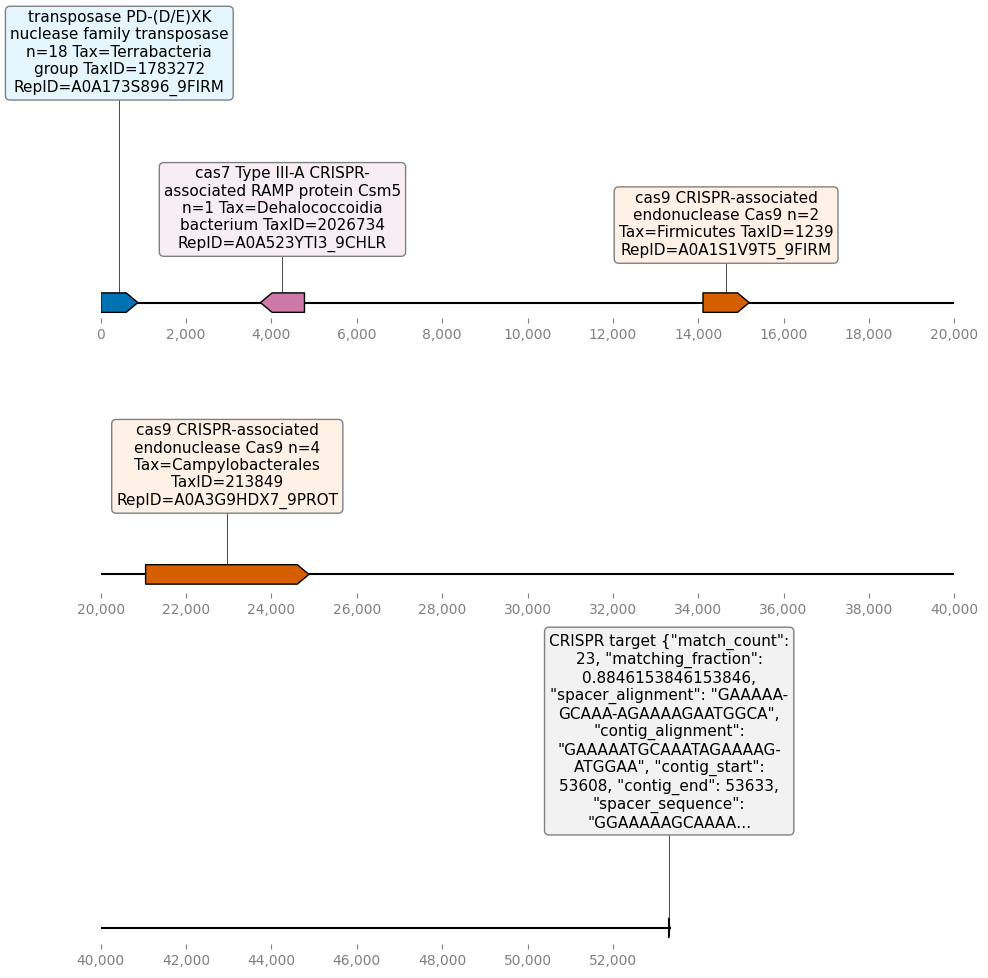 transposase PD-(D/E)XK
nuclease family transposase
n=18 Tax=Terrabacteria
group TaxID=1783272
RepID=A0A173S896_9FIRM
cas7 Type III-A CRISPR-
associated RAMP protein Csm5
n=1 Tax=Dehalococcoidia
bacterium TaxID=2026734
RepID=A0A523YTI3_9CHLR
cas9 CRISPR-associated
endonuclease Cas9 n=2
Tax=Firmicutes TaxID=1239
RepID=A0A1S1V9T5_9FIRM
0 2,000 4,000 6,000 8,000 10,000 12,000 14,000 16,000 18,000 20,000
cas9 CRISPR-associated
endonuclease Cas9 n=4
Tax=Campylobacterales
TaxID=213849
RepID=A0A3G9HDX7_9PROT
20,000 22,000 24,000 26,000 28,000 30,000 32,000 34,000 36,000 38,000 40,000
CRISPR target {"match_count":
23, "matching_fraction":
0.8846153846153846,
"spacer_alignment": "GAAAAA-
GCAAA-AGAAAAGAATGGCA",
"contig_alignment":
"GAAAAATGCAAATAGAAAAG-
ATGGAA", "contig_start":
53608, "contig_end": 53633,
"spacer_sequence":
"GGAAAAAGCAAAA...
40,000 42,000 44,000 46,000 48,000 50,000 52,000